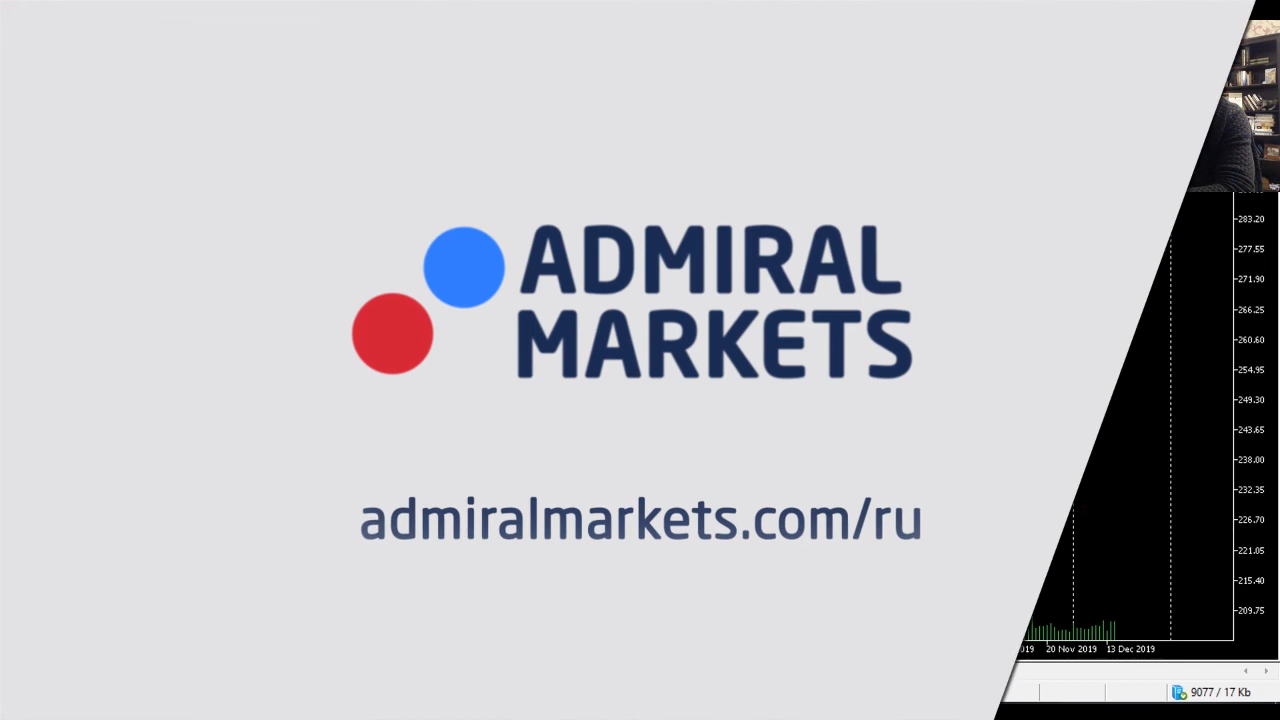 ADMIRAL
MARKETS
admiralmarkets.com/ru
283.20
277.55
271.90
266.25
260.60
254.95
249.30
243.65
238.00
232.35
226.70
221.05
215.40
209.75
20 Nov 2019 13 Dec 2019
9077 / 17 Kb